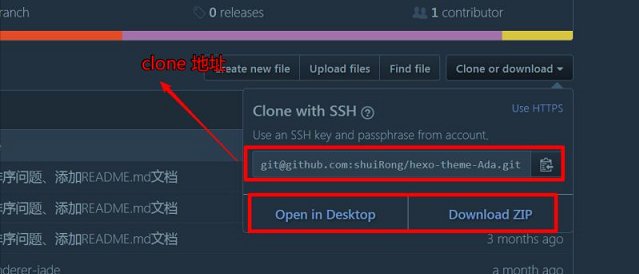 ranch
0 releases
1 contributor
clone 地址
Create new file
Upload files
Find file
Clone or download
Clone with SSH
Use HTTPS
Use an SSH key and passphrase from account.
git@github.com:shuiRong/hexo-theme-Ada.git
序问题、添加README.md文档
Open in Desktop
Download ZIP
序问题、添加README.md文档
序问题、添加README.md文档
3 months ago
nderer-jade
a month ago